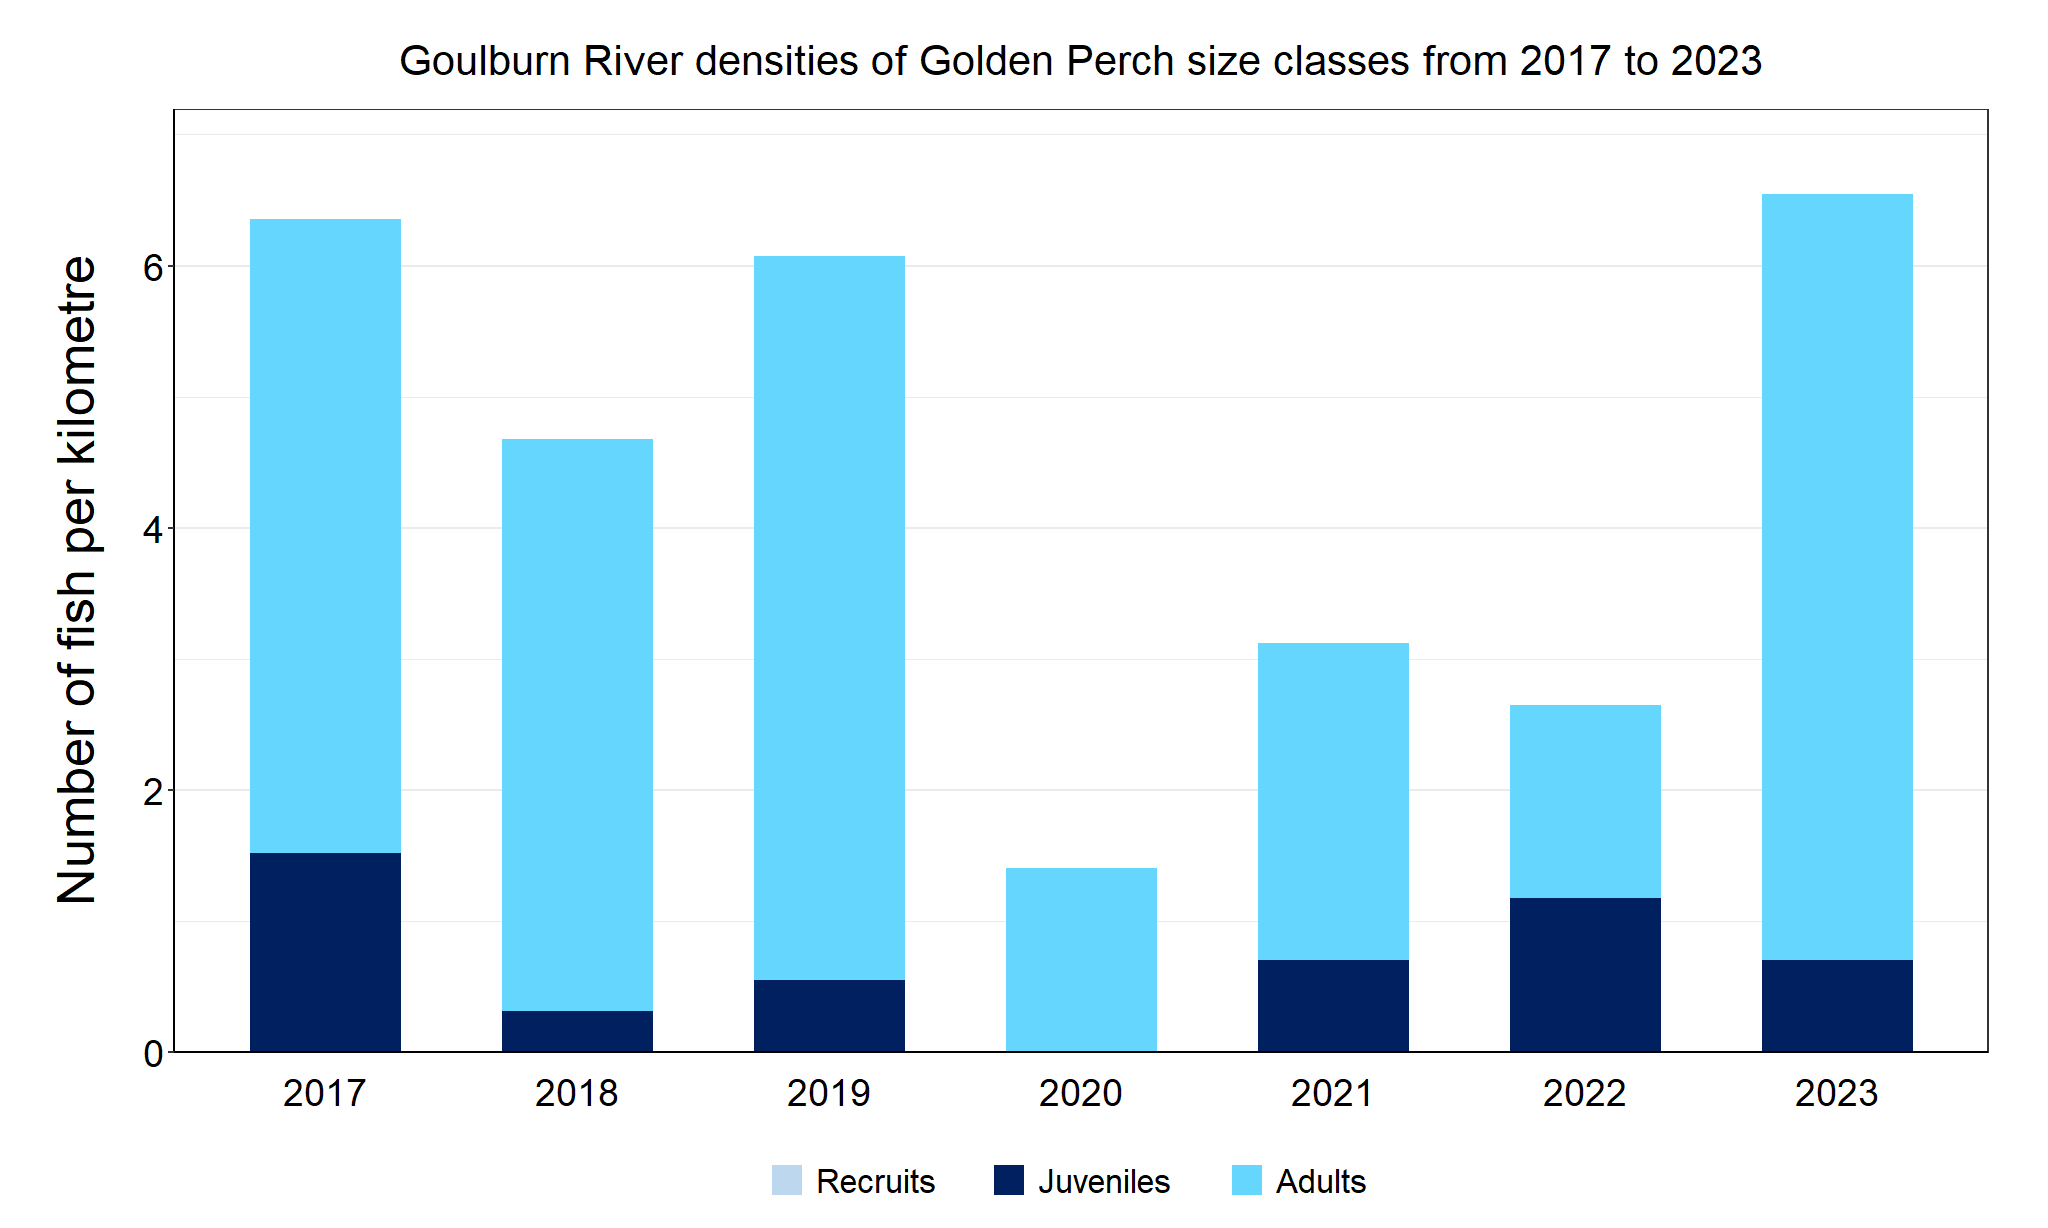 Goulburn River densities of Golden Perch size classes from 2017 to 2023
Number of fish per kilometre
6
4
2
0
2017 2018 2019 2020 2021 2022 2023
Recruits Juveniles Adults